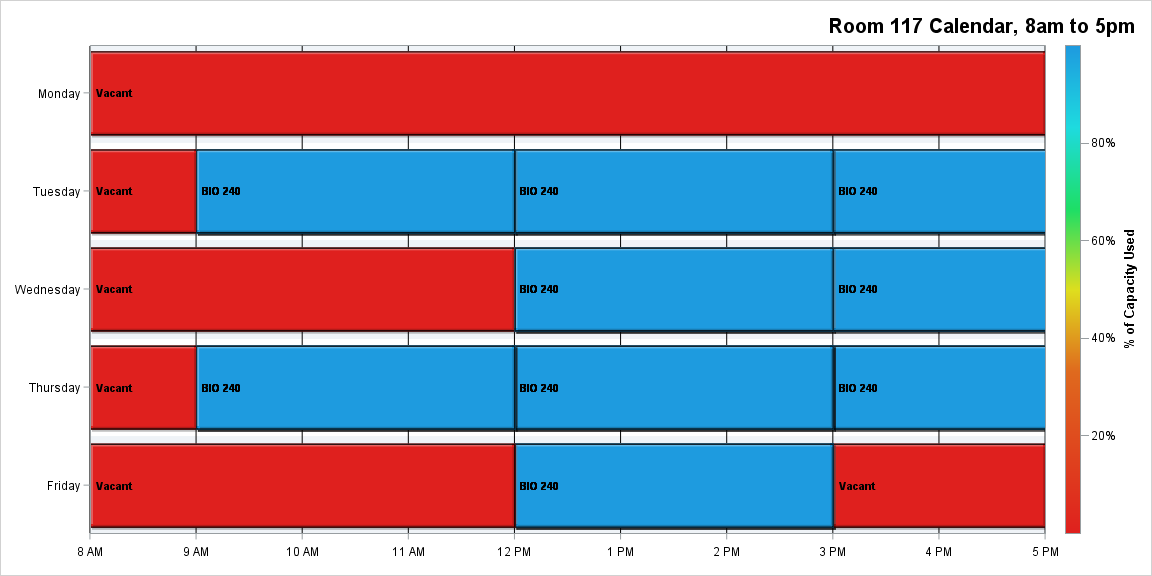 Room 117 Calendar, 8am to 5pm
Monday
Vacant
Tuesday
Vacant
BIO 240
BIO 240
BIO 240
Wednesday
Vacant
BIO 240
BIO 240
Thursday
Vacant
BIO 240
BIO 240
BIO 240
Friday
Vacant
BIO 240
Vacant
8 AM
9 AM
10 AM
11 AM
12 PM
1 PM
2 PM
3 PM
4 PM
5 PM
80%
60%
40%
20%
% of Capacity Used